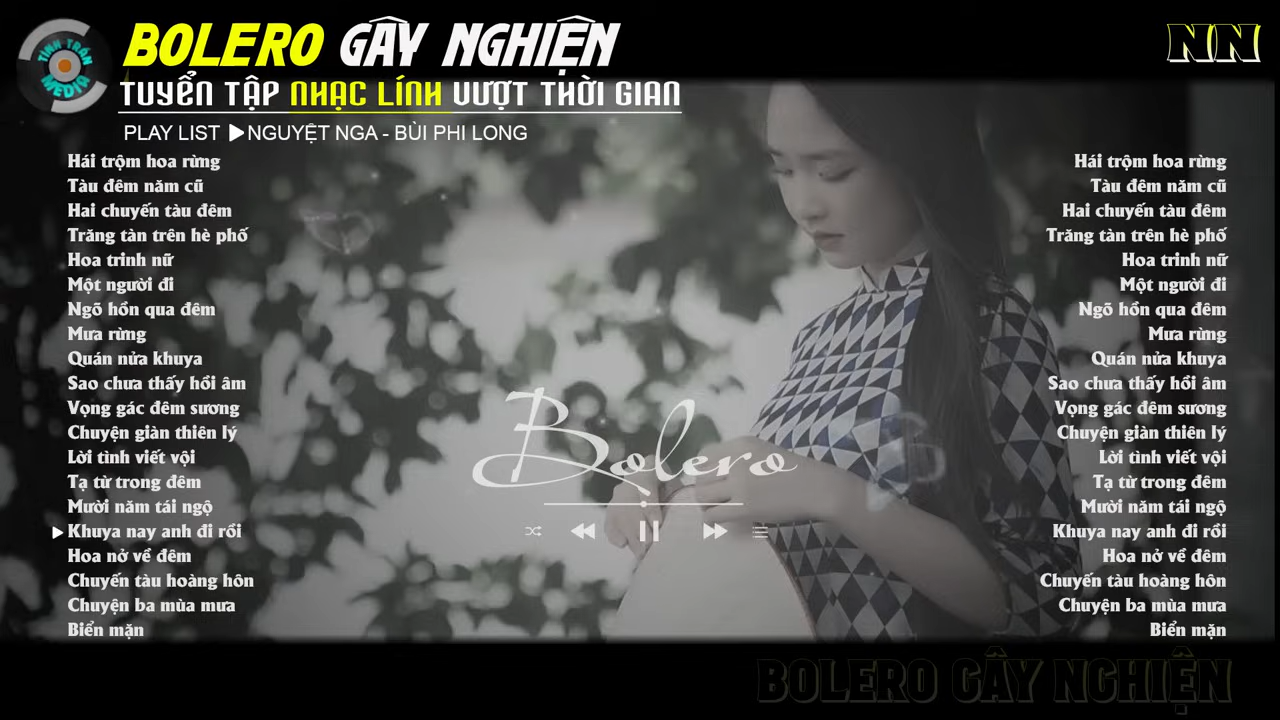 TÌNH TRẦN
MEDIA
BOLERO GÂY NGHIỆN
NN
TUYỂN TẬP NHẠC LÍNH VƯỢT THỜI GIAN
PLAY LIST ▶NGUYỆT NGA - BÙI PHI LONG
Hái trộm hoa rừng
Tàu đêm năm cũ
Hai chuyến tàu đêm
Trăng tàn trên hè phố
Hoa trinh nữ
Một người đi
Ngõ hồn qua đêm
Mưa rừng
Quán nửa khuya
Sao chưa thấy hồi âm
Vọng gác đêm sương
Chuyện giàn thiên lý
Lời tình viết vội
Tạ từ trong đêm
Mười năm tái ngộ
Khuya nay anh đi rồi
Hoa nở về đêm
Chuyến tàu hoàng hôn
Chuyện ba mùa mưa
Biển mặn
Bolero
Hái trộm hoa rừng
Tàu đêm năm cũ
Hai chuyến tàu đêm
Trăng tàn trên hè phố
Hoa trinh nữ
Một người đi
Ngõ hồn qua đêm
Mưa rừng
Quán nửa khuya
Sao chưa thấy hồi âm
Vọng gác đêm sương
Chuyện giàn thiên lý
Lời tình viết vội
Tạ từ trong đêm
Mười năm tái ngộ
Khuya nay anh đi rồi
Hoa nở về đêm
Chuyến tàu hoàng hôn
Chuyện ba mùa mưa
Biển mặn
BOLERO GÂY NGHIỆN